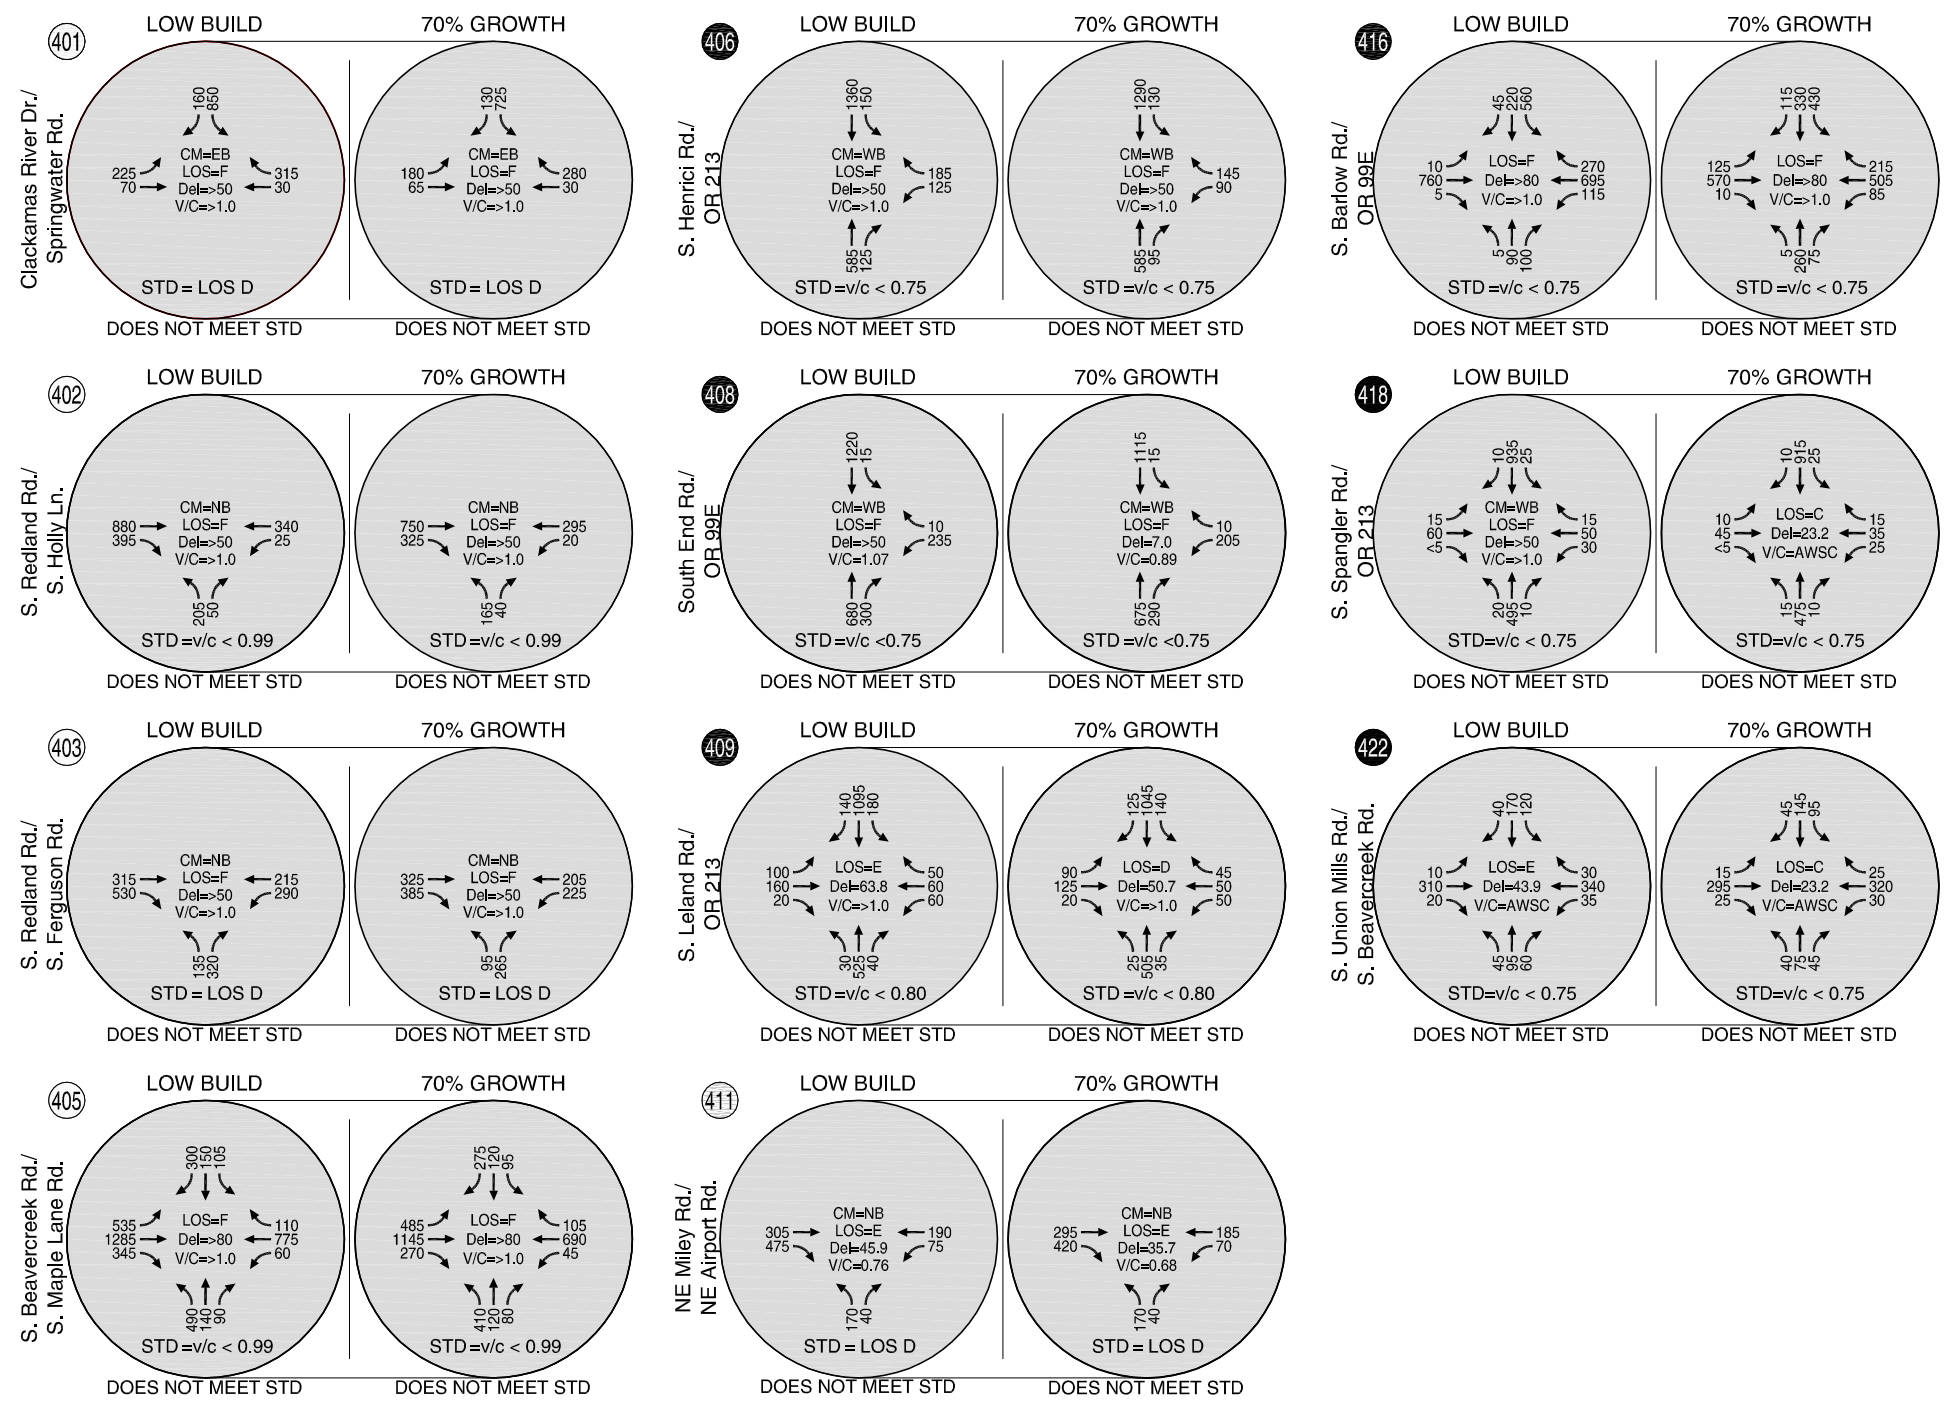 401
LOW BUILD
70% GROWTH
Clackamas River Dr./
Springwater Rd.
160
850
225
70
CM=EB
LOS=F
Del=>50
V/C=>1.0
315
30
STD = LOS D
DOES NOT MEET STD
130
725
180
65
CM=EB
LOS=F
Del=>50
V/C=>1.0
280
30
STD = LOS D
DOES NOT MEET STD
406
LOW BUILD
70% GROWTH
S. Henrici Rd./
OR 213
1360
150
CM=WB
LOS=F
Del=>50
V/C=>1.0
185
125
585
125
STD =v/c < 0.75
DOES NOT MEET STD
1290
130
CM=WB
LOS=F
Del=>50
V/C=>1.0
145
90
585
95
STD =v/c < 0.75
DOES NOT MEET STD
416
LOW BUILD
70% GROWTH
S. Barlow Rd./
OR 99E
45
220
560
10
760
5
LOS=F
Del=>80
V/C=>1.0
270
695
115
5
90
100
STD=v/c < 0.75
DOES NOT MEET STD
115
330
430
125
570
10
LOS=F
Del=>80
V/C=>1.0
215
505
85
5
260
75
STD=v/c < 0.75
DOES NOT MEET STD
402
LOW BUILD
70% GROWTH
S. Redland Rd./
S. Holly Ln.
880
395
CM=NB
LOS=F
Del=>50
V/C=>1.0
340
25
205
50
STD =v/c < 0.99
DOES NOT MEET STD
750
325
CM=NB
LOS=F
Del=>50
V/C=>1.0
295
20
165
40
STD =v/c < 0.99
DOES NOT MEET STD
408
LOW BUILD
70% GROWTH
South End Rd./
OR 99E
1220
15
CM=WB
LOS=F
Del=>50
V/C=1.07
10
235
680
300
STD =v/c <0.75
DOES NOT MEET STD
1115
15
CM=WB
LOS=F
Del=7.0
V/C=0.89
10
205
675
290
STD =v/c <0.75
DOES NOT MEET STD
418
LOW BUILD
70% GROWTH
S. Spangler Rd./
OR 213
10
935
25
15
60
<5
CM=WB
LOS=F
Del=>50
V/C=>1.0
15
50
30
20
495
10
STD=v/c < 0.75
DOES NOT MEET STD
10
915
25
10
45
<5
LOS=C
Del=23.2
V/C=AWSC
15
35
25
15
475
10
STD=v/c < 0.75
DOES NOT MEET STD
403
LOW BUILD
70% GROWTH
S. Redland Rd./
S. Ferguson Rd.
315
530
CM=NB
LOS=F
Del=>50
V/C=>1.0
215
290
135
320
STD = LOS D
DOES NOT MEET STD
325
385
CM=NB
LOS=F
Del=>50
V/C=>1.0
205
225
95
265
STD = LOS D
DOES NOT MEET STD
409
LOW BUILD
70% GROWTH
S. Leland Rd./
OR 213
140
1095
180
100
160
20
LOS=E
Del=63.8
V/C=>1.0
50
60
60
30
525
40
STD =v/c < 0.80
DOES NOT MEET STD
125
1045
140
90
125
20
LOS=D
Del=50.7
V/C=>1.0
45
50
50
25
505
35
STD =v/c < 0.80
DOES NOT MEET STD
422
LOW BUILD
70% GROWTH
S. Union Mills Rd./
S. Beavercreek Rd.
40
170
120
10
310
20
LOS=E
Del=43.9
V/C=AWSC
30
340
35
45
95
60
STD=v/c < 0.75
DOES NOT MEET STD
45
145
95
15
295
25
LOS=C
Del=23.2
V/C=AWSC
25
320
30
40
75
45
STD=v/c < 0.75
DOES NOT MEET STD
405
LOW BUILD
70% GROWTH
S. Beavercreek Rd./
S. Maple Lane Rd.
300
150
105
535
1285
345
LOS=F
Del=>80
V/C=>1.0
110
775
60
490
140
90
STD =v/c < 0.99
DOES NOT MEET STD
275
120
95
485
1145
270
LOS=F
Del=>80
V/C=>1.0
105
690
45
410
120
80
STD =v/c < 0.99
DOES NOT MEET STD
411
LOW BUILD
70% GROWTH
NE Miley Rd./
NE Airport Rd.
305
475
CM=NB
LOS=E
Del=45.9
V/C=0.76
190
75
170
40
STD = LOS D
DOES NOT MEET STD
295
420
CM=NB
LOS=E
Del=35.7
V/C=0.68
185
70
170
40
STD = LOS D
DOES NOT MEET STD